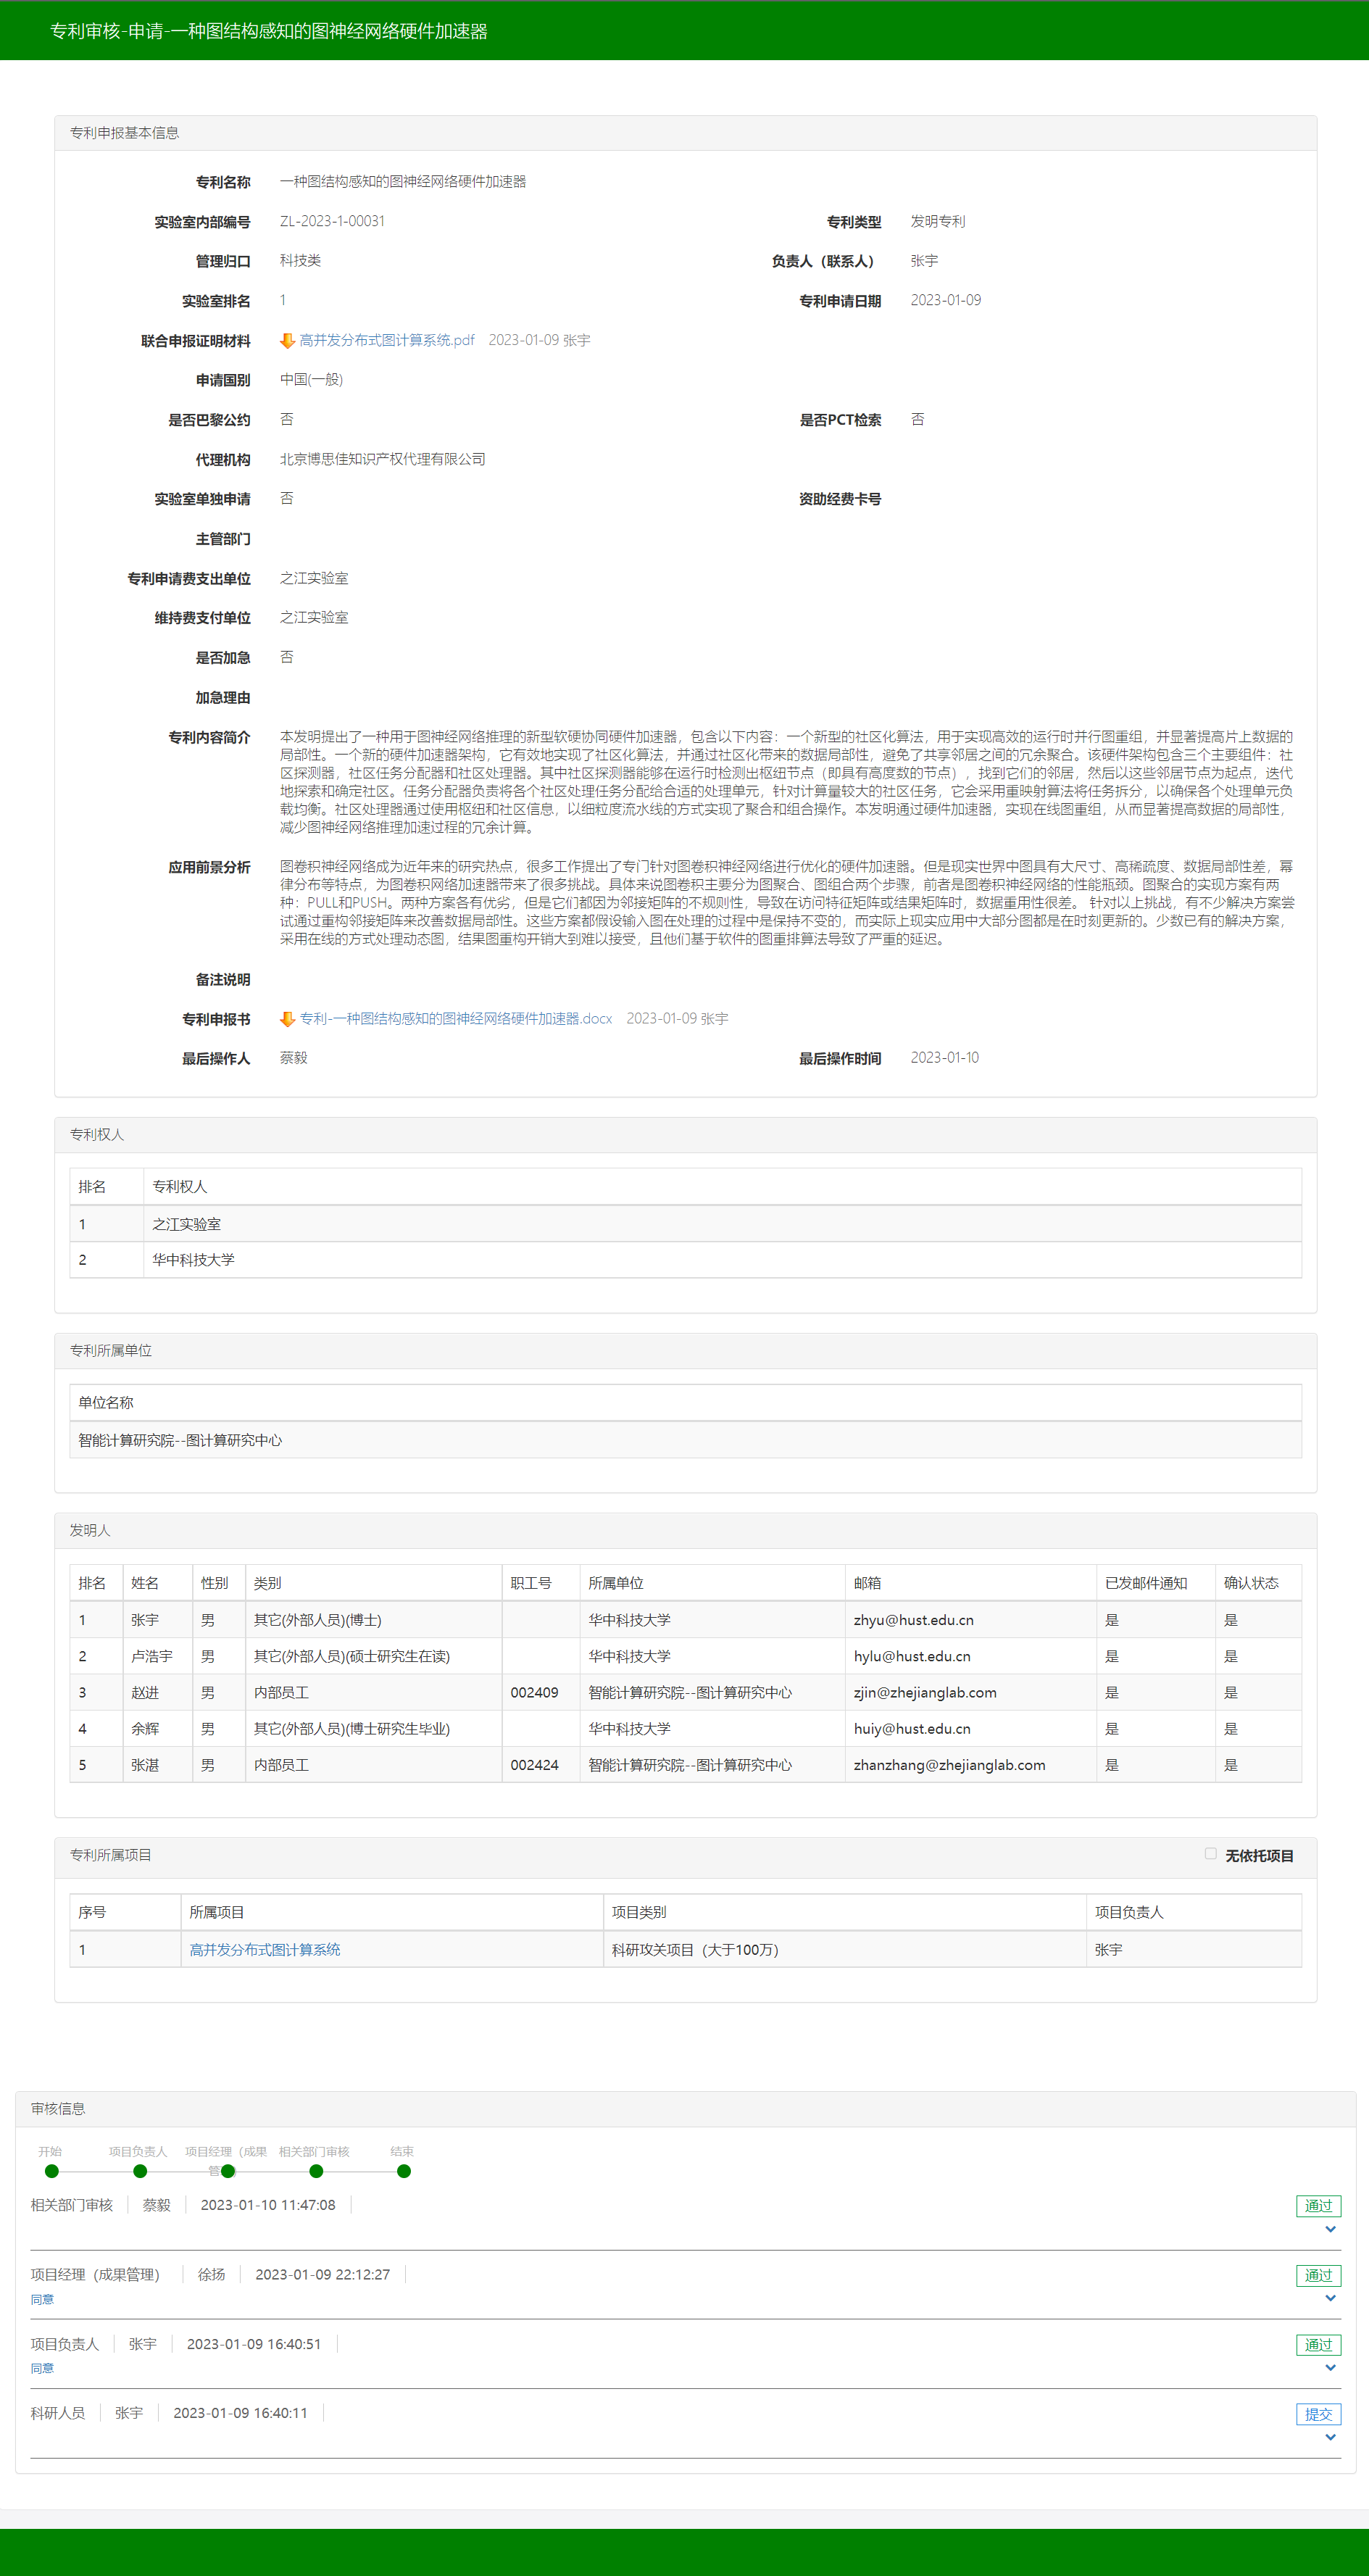 专利审核-申请-一种图结构感知的图神经网络硬件加速器
专利申报基本信息
专利名称 一种图结构感知的图神经网络硬件加速器
实验室内部编号 ZL-2023-1-00031 专利类型 发明专利
管理归口 科技类 负责人（联系人） 张宇
实验室排名 1 专利申请日期 2023-01-09
联合申报证明材料 高并发分布式图计算系统.pdf 2023-01-09 张宇
申请国别 中国(一般)
是否巴黎公约 否 是否PCT检索 否
代理机构 北京博思佳知识产权代理有限公司
实验室单独申请 否 资助经费卡号
主管部门
专利申请费支出单位 之江实验室
维持费支付单位 之江实验室
是否加急 否
加急理由
专利内容简介 本发明提出了一种用于图神经网络推理的新型软硬协同硬件加速器，包含以下内容：一个新型的社区化算法，用于实现高效的运行时并行图重组，并显著提高片上数据的
局部性。一个新的硬件加速器架构，它有效地实现了社区化算法，并通过社区化带来的数据局部性，避免了共享邻居之间的冗余聚合。该硬件架构包含三个主要组件：社
区探测器，社区任务分配器和社区处理器。其中社区探测器能够在运行时检测出枢纽节点（即具有高度数的节点），找到它们的邻居，然后以这些邻居节点为起点，迭代
地探索和确定社区。任务分配器负责将各个社区处理任务分配给合适的处理单元，针对计算量较大的社区任务，它会采用重映射算法将任务拆分，以确保各个处理单元负
载均衡。社区处理器通过使用枢纽和社区信息，以细粒度流水线的方式实现了聚合和组合操作。本发明通过硬件加速器，实现在线图重组，从而显著提高数据的局部性，
减少图神经网络推理加速过程的冗余计算。
应用前景分析 图卷积神经网络成为近年来的研究热点，很多工作提出了专门针对图卷积神经网络进行优化的硬件加速器。但是现实世界中图具有大尺寸、高稀疏度、数据局部性差，幂
律分布等特点，为图卷积网络加速器带来了很多挑战。具体来说图卷积主要分为图聚合、图组合两个步骤，前者是图卷积神经网络的性能瓶颈。图聚合的实现方案有两
种：PULL和PUSH。两种方案各有优劣，但是它们都因为邻接矩阵的不规则性，导致在访问特征矩阵或结果矩阵时，数据重用性很差。 针对以上挑战，有不少解决方案尝
试通过重构邻接矩阵来改善数据局部性。这些方案都假设输入图在处理的过程中是保持不变的，而实际上现实应用中大部分图都是在时刻更新的。少数已有的解决方案，
采用在线的方式处理动态图，结果图重构开销大到难以接受，且他们基于软件的图重排算法导致了严重的延迟。
备注说明
专利申报书 专利-一种图结构感知的图神经网络硬件加速器.docx 2023-01-09 张宇
最后操作人 蔡毅 最后操作时间 2023-01-10
专利权人
排名 专利权人
1 之江实验室
2 华中科技大学
专利所属单位
单位名称
智能计算研究院--图计算研究中心
发明人
排名 姓名 性别 类别 职工号 所属单位 邮箱 已发邮件通知 确认状态
1 张宇 男 其它(外部人员)(博士) 华中科技大学 zhyu@hust.edu.cn 是 是
2 卢浩宇 男 其它(外部人员)(硕士研究生在读) 华中科技大学 hylu@hust.edu.cn 是 是
3 赵进 男 内部员工 002409 智能计算研究院--图计算研究中心 zjin@zhejianglab.com 是 是
4 余辉 男 其它(外部人员)(博士研究生毕业) 华中科技大学 huiy@hust.edu.cn 是 是
5 张湛 男 内部员工 002424 智能计算研究院--图计算研究中心 zhanzhang@zhejianglab.com 是 是
专利所属项目 无依托项目
序号 所属项目 项目类别 项目负责人
1 高并发分布式图计算系统 科研攻关项目（大于100万） 张宇
审核信息
开始 项目负责人 项目经理（成果 相关部门审核 结束
管
相关部门审核 蔡毅 2023-01-10 11:47:08 通过
项目经理（成果管理） 徐扬 2023-01-09 22:12:27 通过
同意
项目负责人 张宇 2023-01-09 16:40:51 通过
同意
科研人员 张宇 2023-01-09 16:40:11 提交